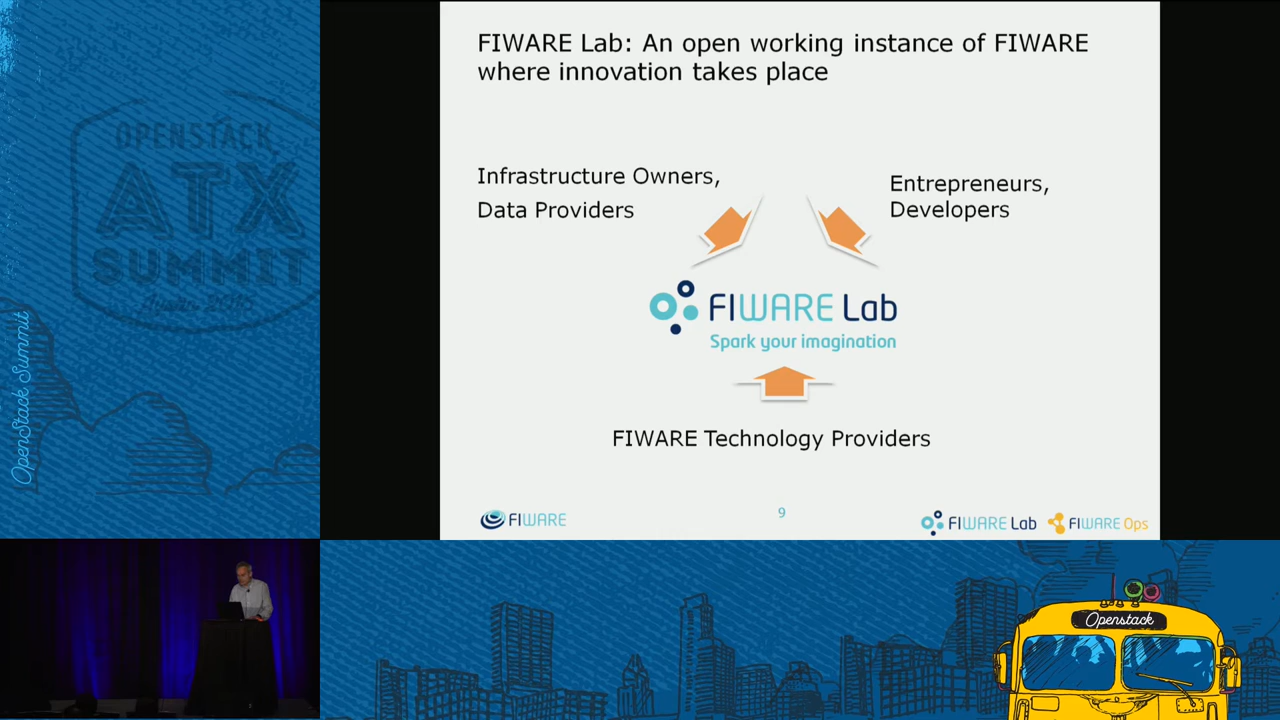 OPENSTACK
ATX
SUMMIT
Austin
OpenStack Summit
FIWARE Lab: An open working instance of FIWARE
where innovation takes place
Infrastructure Owners,
Data Providers
Entrepreneurs,
Developers
FIWARE Lab
Spark your imagination
FIWARE Technology Providers
FIWARE
9
FIWARE Lab
FIWARE Ops
Openstack